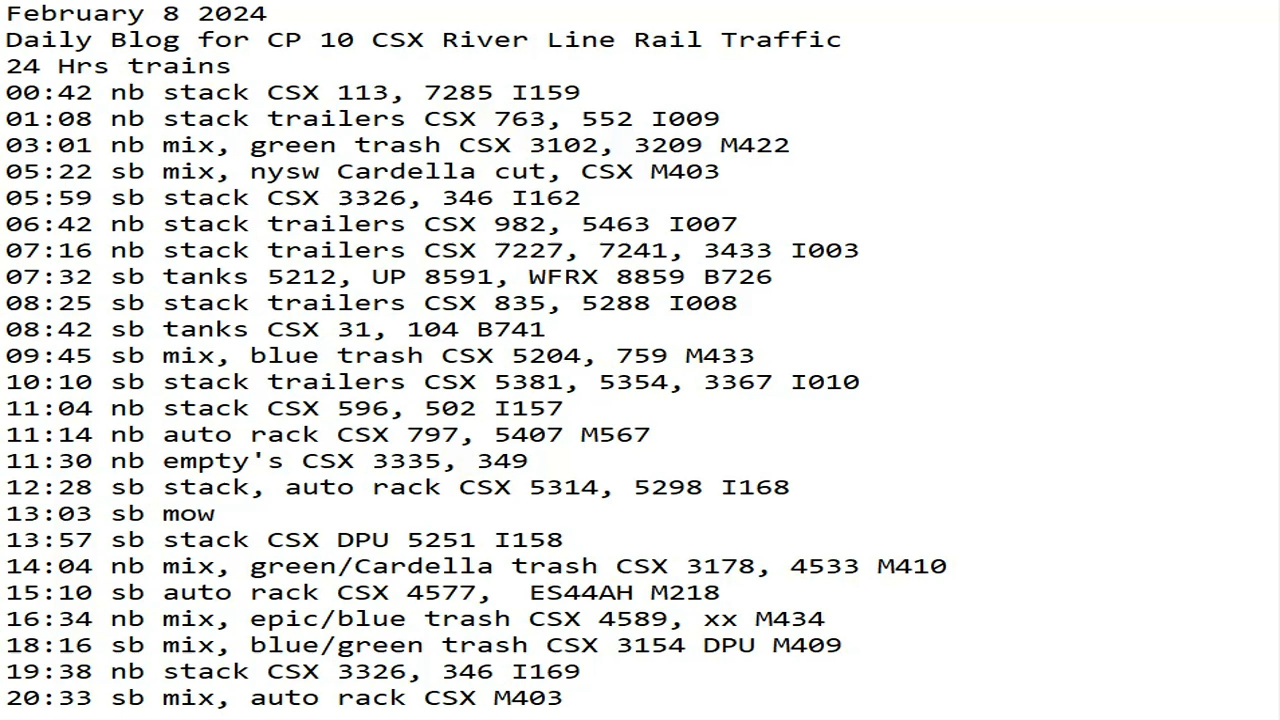 February 8 2024
Daily Blog for CP 10 CSX River Line Rail Traffic
24 Hrs trains
00:42 nb stack CSX 113, 7285 I159
01:08 nb stack trailers CSX 763, 552 I009
03:01 nb mix, green trash CSX 3102, 3209 M422
05:22 sb mix, nysw Cardella cut, CSX M403
05:59 sb stack CSX 3326, 346 I162
06:42 nb stack trailers CSX 982, 5463 I007
07:16 nb stack trailers CSX 7227, 7241, 3433 I003
07:32 sb tanks 5212, UP 8591, WFRX 8859 B726
08:25 sb stack trailers CSX 835, 5288 I008
08:42 sb tanks CSX 31, 104 B741
09:45 sb mix, blue trash CSX 5204, 759 M433
10:10 sb stack trailers CSX 5381, 5354, 3367 I010
11:04 nb stack CSX 596, 502 I157
11:14 nb auto rack CSX 797, 5407 M567
11:30 nb empty's CSX 3335, 349
12:28 sb stack, auto rack CSX 5314, 5298 I168
13:03 sb mow
13:57 sb stack CSX DPU 5251 I158
14:04 nb mix, green/Cardella trash CSX 3178, 4533 M410
15:10 sb auto rack CSX 4577,  ES44AH M218
16:34 nb mix, epic/blue trash CSX 4589, xx M434
18:16 sb mix, blue/green trash CSX 3154 DPU M409
19:38 nb stack CSX 3326, 346 I169
20:33 sb mix, auto rack CSX M403